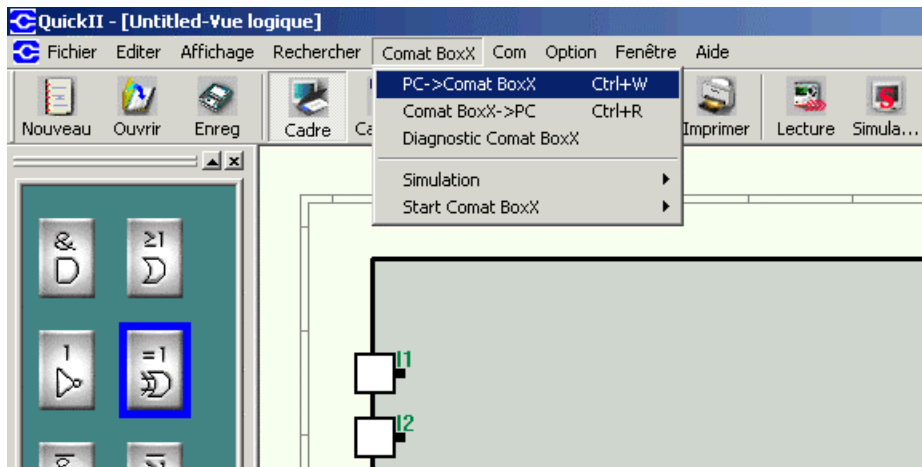 QuickII - [Untitled-Vue logique]
Fichier Editer Affichage Rechercher Comat BoxX Com Option Fenêtre Aide
PC->Comat BoxX Ctrl+W
Comat BoxX->PC Ctrl+R
Diagnostic Comat BoxX
Simulation
Start Comat BoxX
Nouveau Ouvrir Enreg Cadre Imprimer Lecture Simula...
& ≥1
1 =1
I1
I2